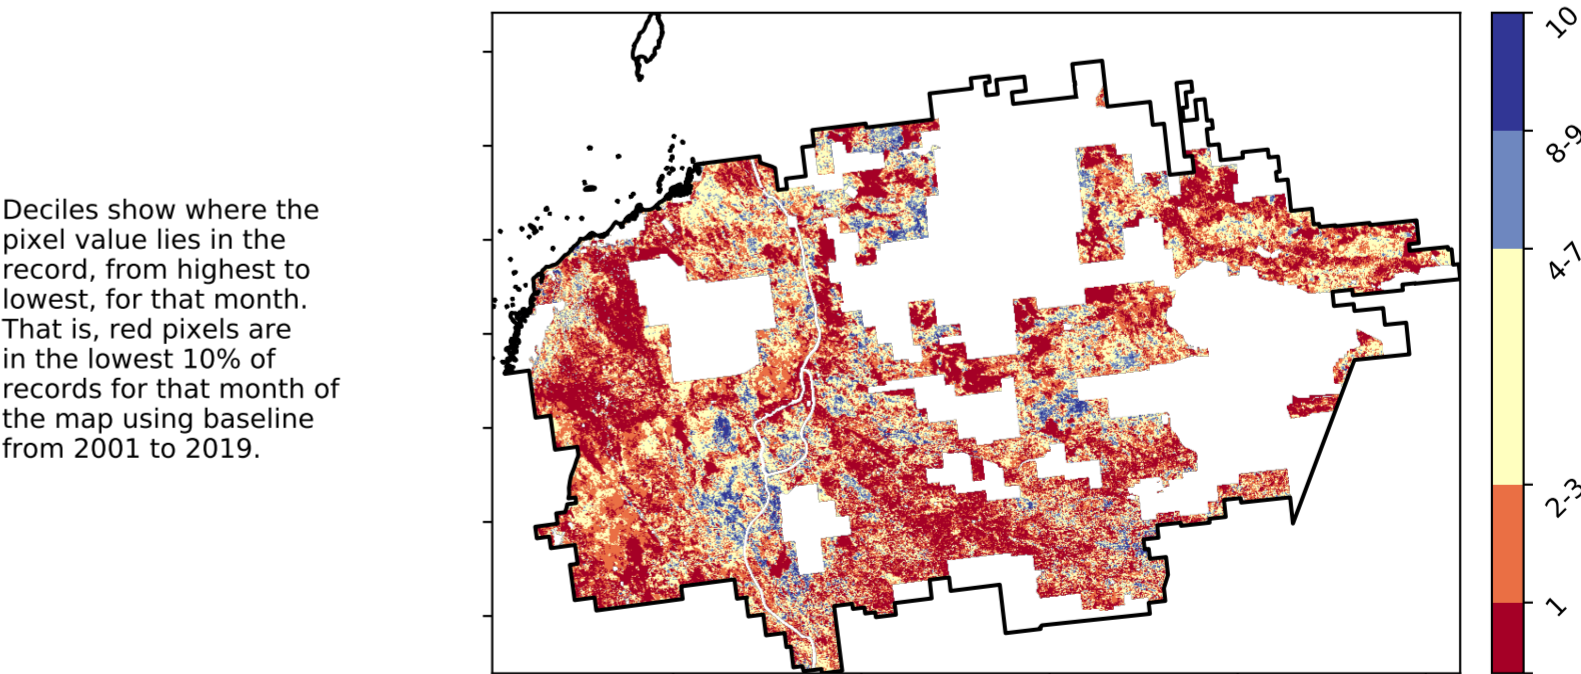 Deciles show where the
pixel value lies in the
record, from highest to
lowest, for that month.
That is, red pixels are
in the lowest 10% of
records for that month of
the map using baseline
from 2001 to 2019.
10
8-9
4-7
2-3
1